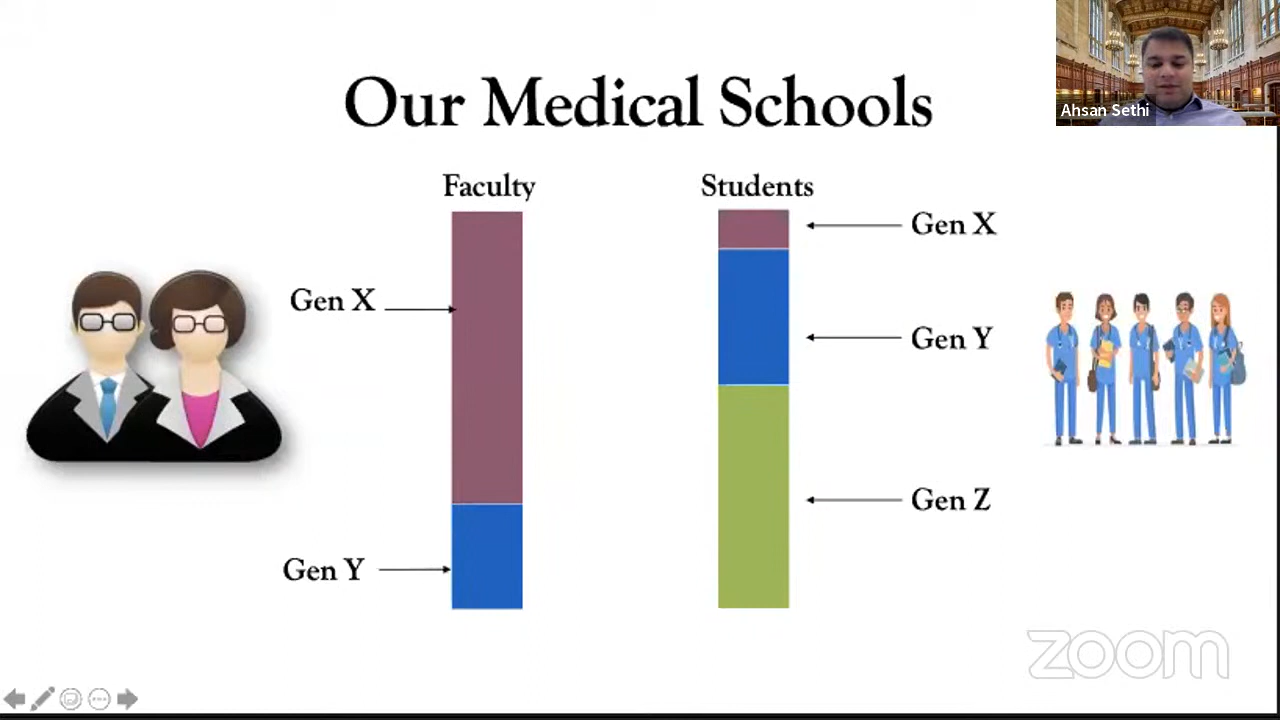 Our Medical Schools
Ahsan Sethi
Faculty
Students
Gen X
Gen X
Gen Y
Gen Z
Gen Y
zoom